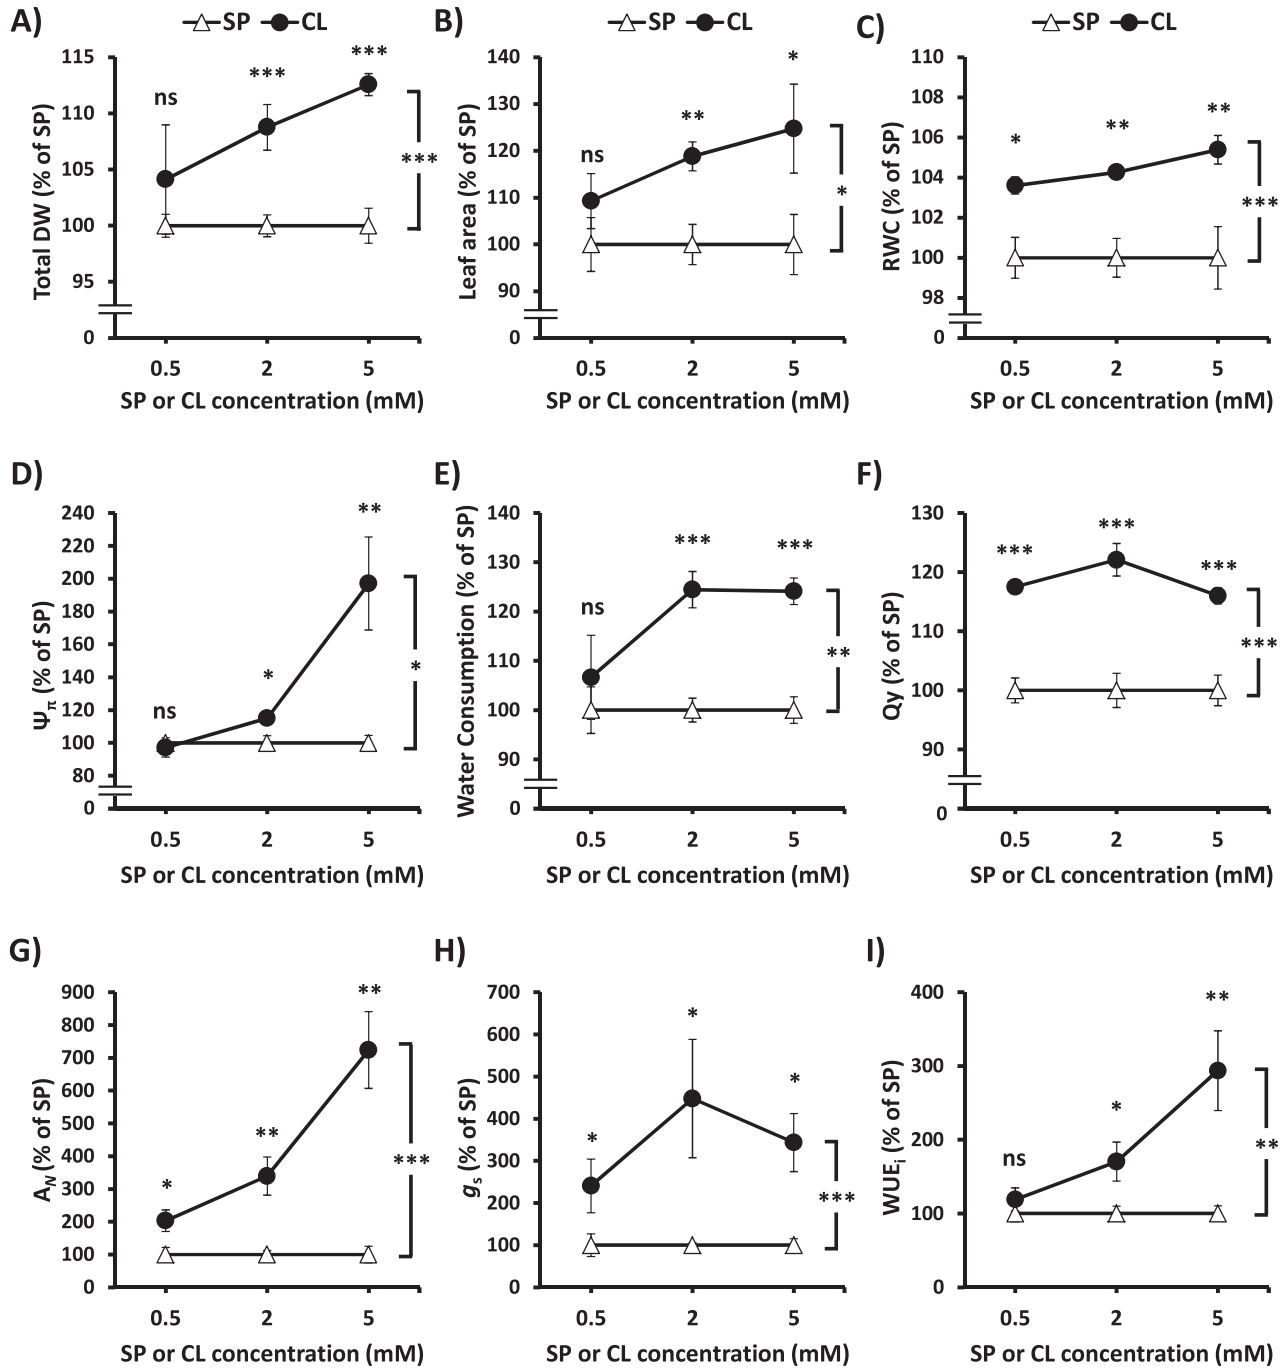 A)
SP CL
Total DW (% of SP)
115
110
105
100
95
0
ns
***
***
***
0.5 2 5
SP or CL concentration (mM)
B)
SP CL
Leaf area (% of SP)
140
130
120
110
100
90
0
ns
**
*
*
0.5 2 5
SP or CL concentration (mM)
C)
SP CL
RWC (% of SP)
110
108
106
104
102
100
98
0
*
**
**
***
0.5 2 5
SP or CL concentration (mM)
D)
Ψπ (% of SP)
240
220
200
180
160
140
120
100
80
0
ns
*
**
*
0.5 2 5
SP or CL concentration (mM)
E)
Water Consumption (% of SP)
140
130
120
110
100
90
0
ns
***
***
**
0.5 2 5
SP or CL concentration (mM)
F)
Qy (% of SP)
130
120
110
100
90
0
***
***
***
***
0.5 2 5
SP or CL concentration (mM)
G)
AN (% of SP)
900
800
700
600
500
400
300
200
100
0
*
**
**
***
0.5 2 5
SP or CL concentration (mM)
H)
gs (% of SP)
700
600
500
400
300
200
100
0
*
*
*
***
0.5 2 5
SP or CL concentration (mM)
I)
WUEi (% of SP)
400
300
200
100
0
ns
*
**
**
0.5 2 5
SP or CL concentration (mM)